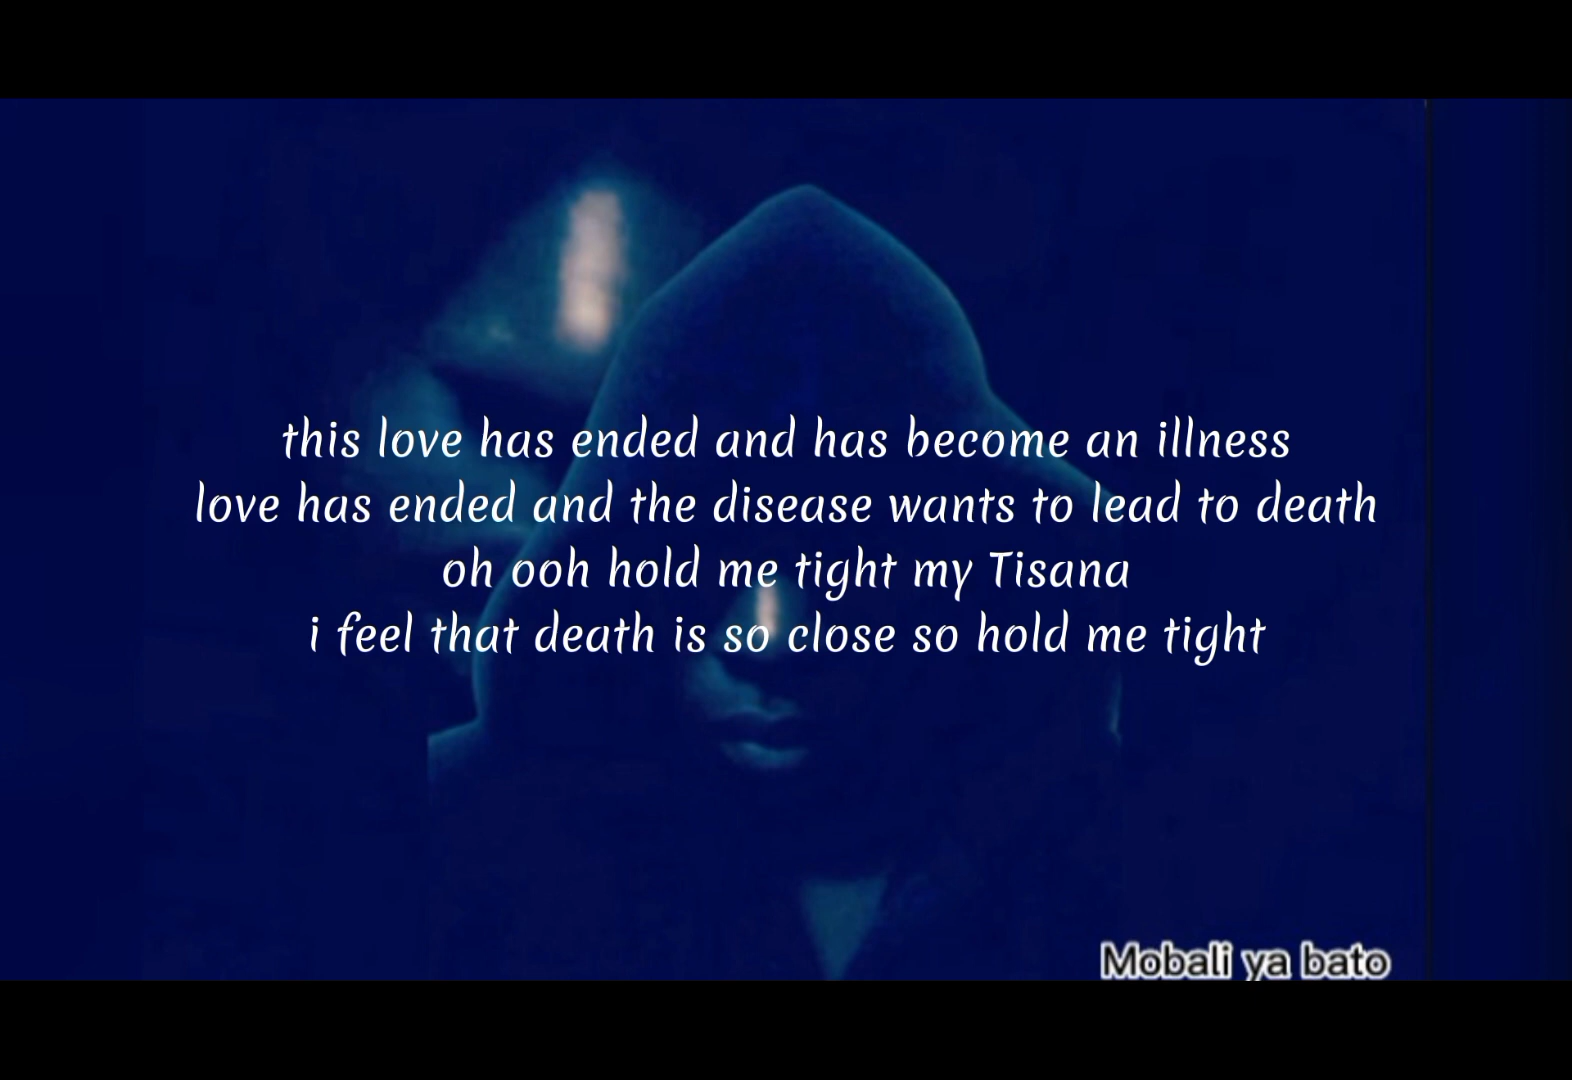 this love has ended and has become an illness
love has ended and the disease wants to lead to death
oh ooh hold me tight my Tisana
i feel that death is so close so hold me tight
Mobali ya bato